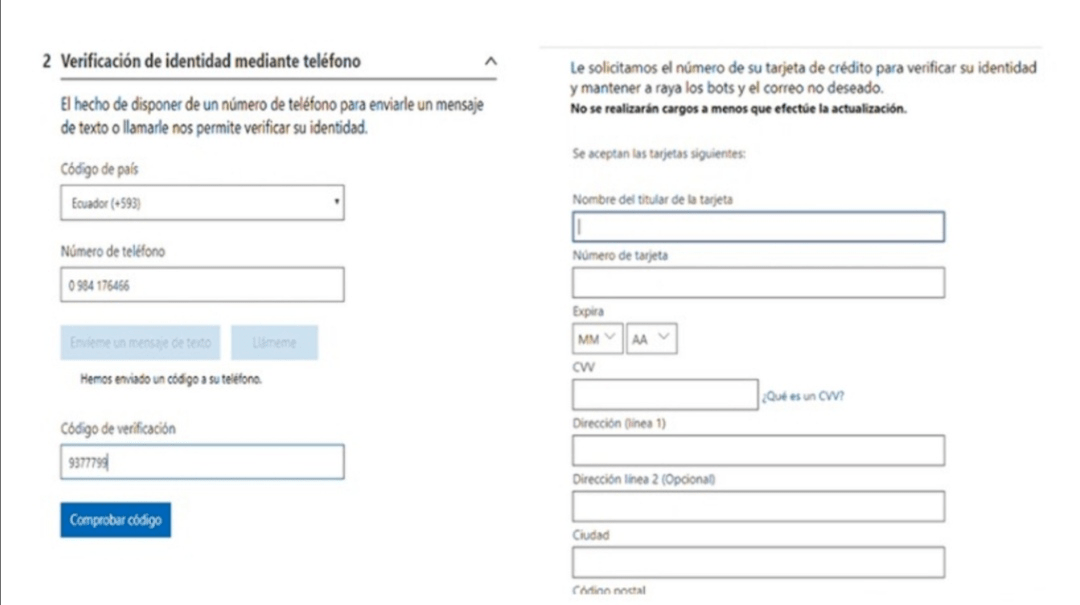 2 Verificación de identidad mediante teléfono
El hecho de disponer de un número de teléfono para enviarle un mensaje
de texto o llamarle nos permite verificar su identidad.
Código de país
Ecuador (+593)
Número de teléfono
0 984 176466
Envíeme un mensaje de texto
Llámeme
Hemos enviado un código a su teléfono.
Código de verificación
9377799
Comprobar código
Le solicitamos el número de su tarjeta de crédito para verificar su identidad
y mantener a raya los bots y el correo no deseado.
No se realizarán cargos a menos que efectúe la actualización.
Se aceptan las tarjetas siguientes:
Nombre del titular de la tarjeta
Número de tarjeta
Expira
MM AA
CVV
¿Qué es un CVV?
Dirección (línea 1)
Dirección línea 2 (Opcional)
Ciudad
Código postal